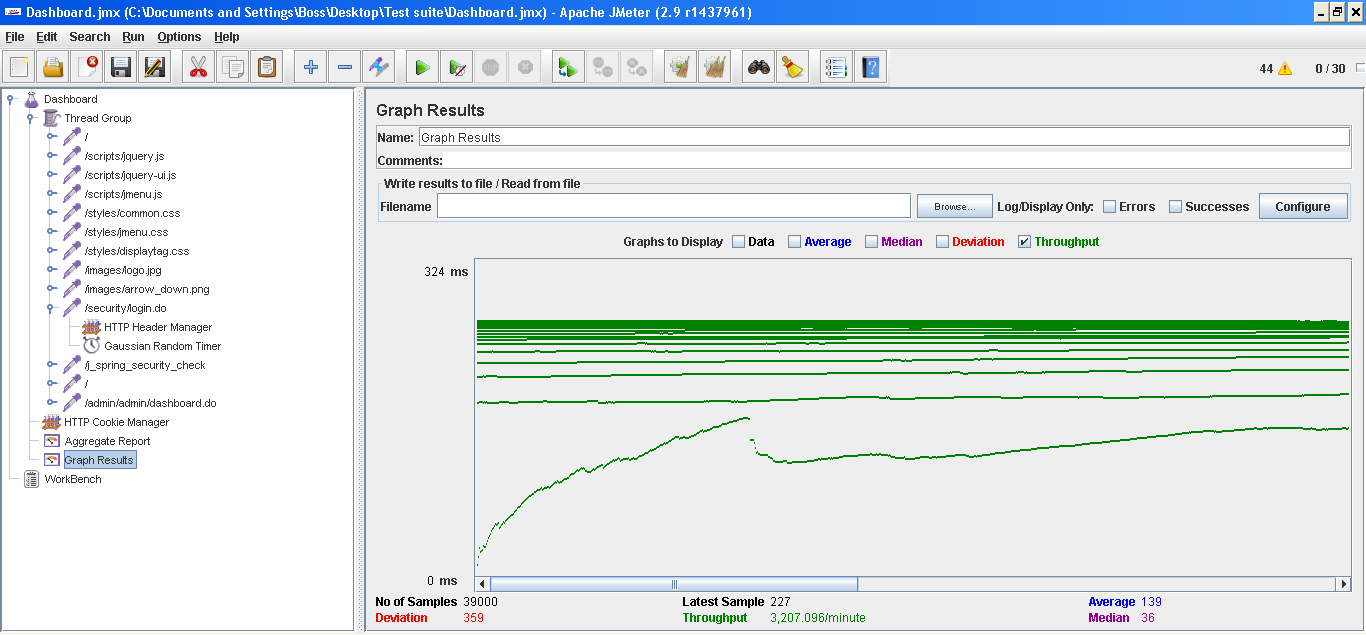 Dashboard.jmx (C:\Documents and Settings\Boss\Desktop\Test suite\Dashboard.jmx) - Apache JMeter (2.9 r1437961)
File Edit Search Run Options Help
44 0 / 30
Dashboard
Thread Group
/
/scripts/jquery.js
/scripts/jquery-ui.js
/scripts/jmenu.js
/styles/common.css
/styles/jmenu.css
/styles/displaytag.css
/images/logo.jpg
/images/arrow_down.png
/security/login.do
HTTP Header Manager
Gaussian Random Timer
/j_spring_security_check
/
/admin/admin/dashboard.do
HTTP Cookie Manager
Aggregate Report
Graph Results
WorkBench
Graph Results
Name: Graph Results
Comments:
Write results to file / Read from file
Filename Browse... Log/Display Only: Errors Successes Configure
Graphs to Display Data Average Median Deviation Throughput
324 ms
0 ms
No of Samples 39000 Latest Sample 227 Average 139
Deviation 359 Throughput 3,207.096/minute Median 36